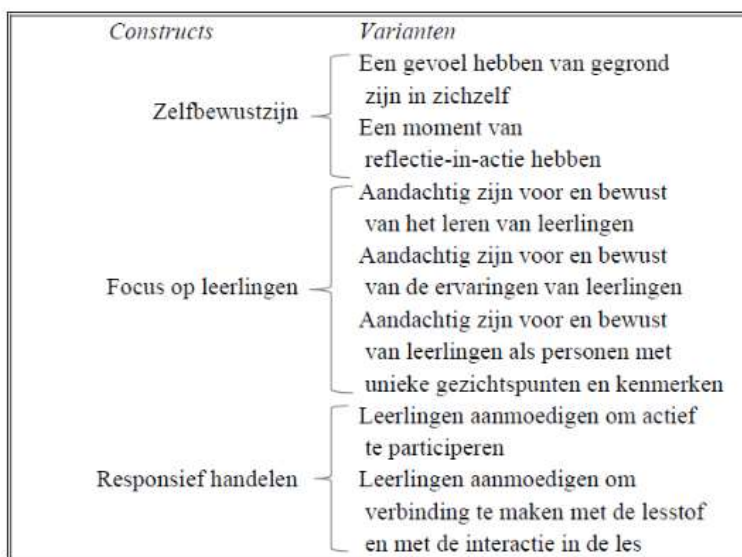 Constructs Varianten
Een gevoel hebben van gegrond
zijn in zichzelf
Zelfbewustzijn
Een moment van
reflectie-in-actie hebben
Aandachtig zijn voor en bewust
van het leren van leerlingen
Aandachtig zijn voor en bewust
Focus op leerlingen
van de ervaringen van leerlingen
Aandachtig zijn voor en bewust
van leerlingen als personen met
unieke gezichtspunten en kenmerken
Leerlingen aanmoedigen om actief
te participeren
Responsief handelen
Leerlingen aanmoedigen om
verbinding te maken met de lesstof
en met de interactie in de les